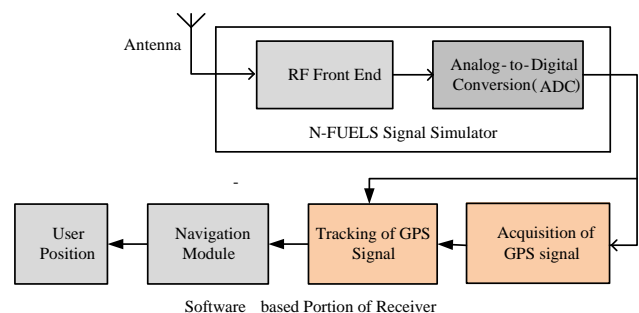 Antenna
RF Front End
Analog-to-Digital
Conversion(ADC)
N-FUELS Signal Simulator
-
User
Position
Navigation
Module
Tracking of GPS
Signal
Acquisition of
GPS signal
Software based Portion of Receiver